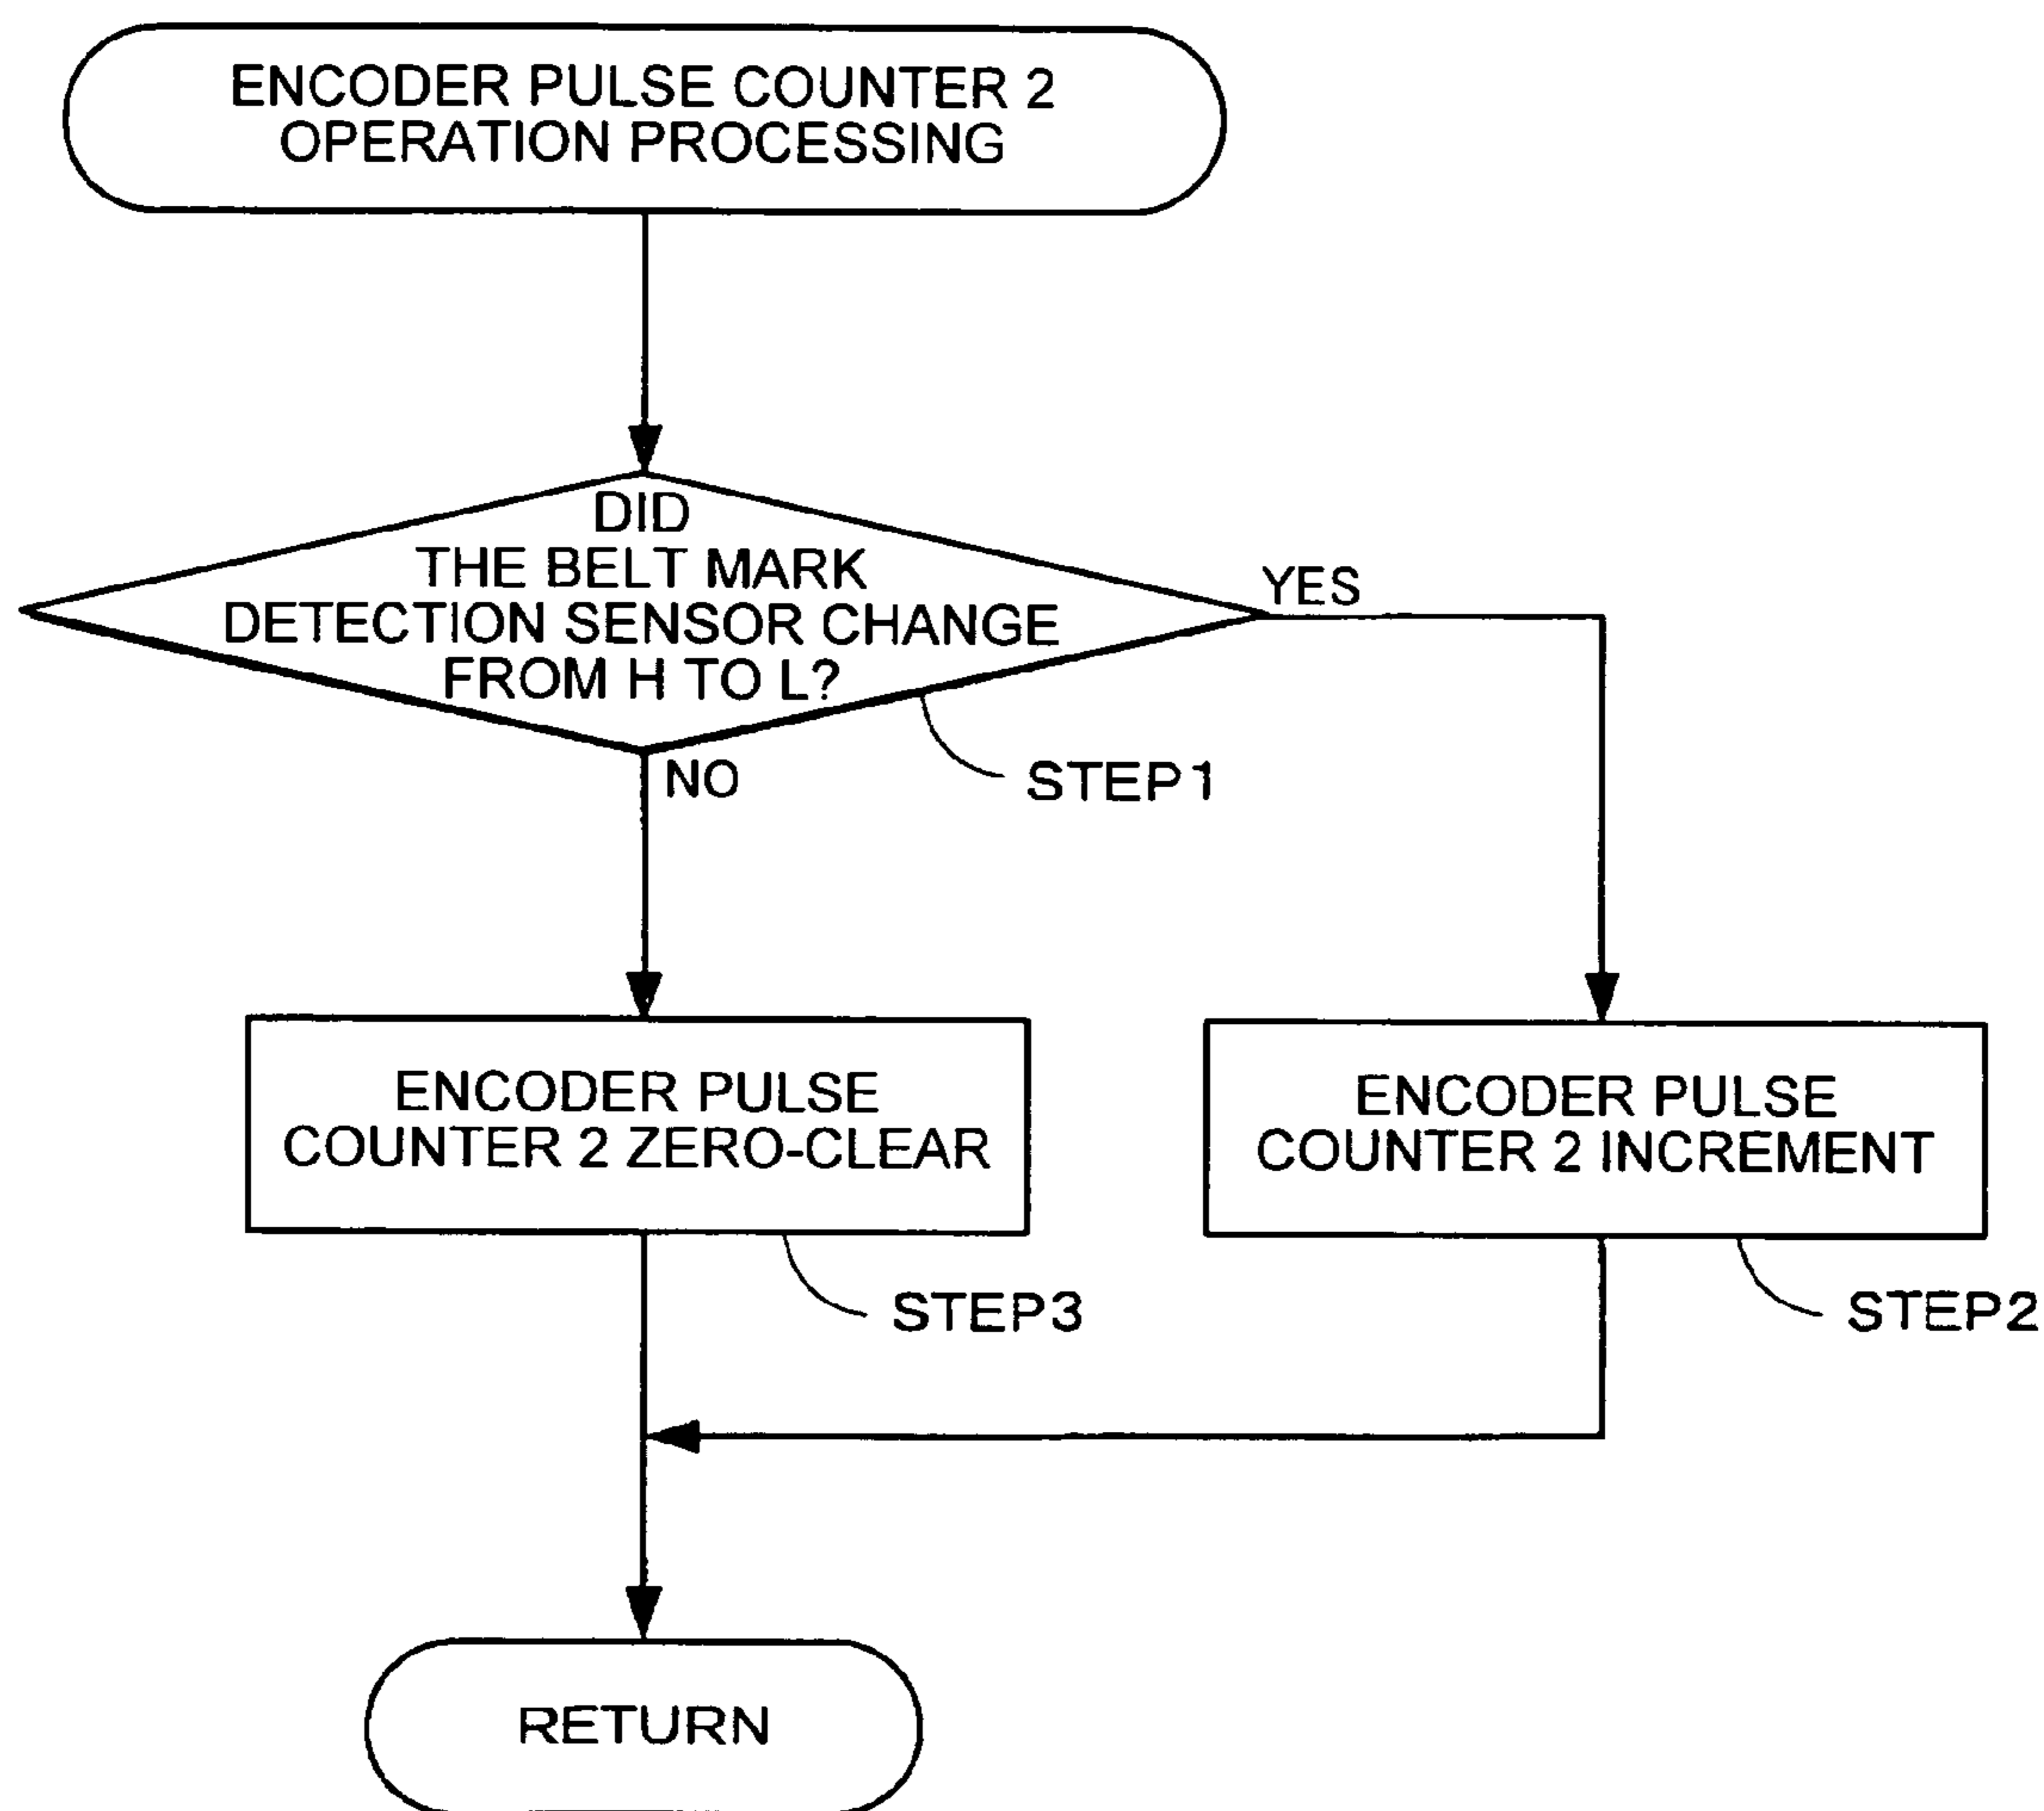 ENCODER PULSE COUNTER 2
OPERATION PROCESSING
DID
THE BELT MARK
DETECTION SENSOR CHANGE
FROM H TO L?
YES
NO
STEP1
ENCODER PULSE
COUNTER 2 ZERO-CLEAR
ENCODER PULSE
COUNTER 2 INCREMENT
STEP3
STEP2
RETURN